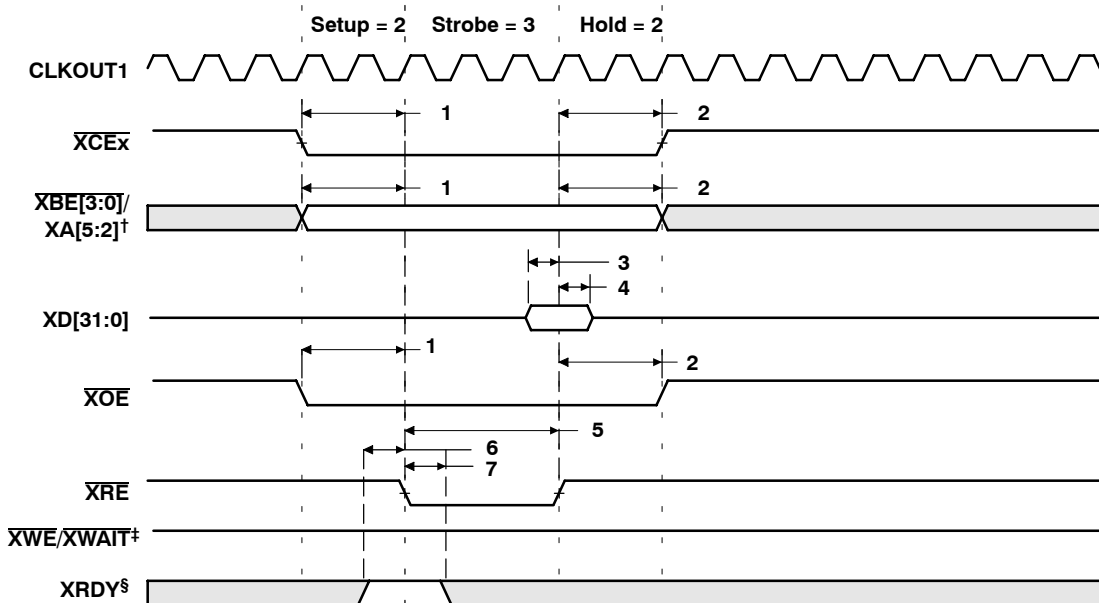 Setup = 2 Strobe = 3 Hold = 2
CLKOUT1
1 2
XCEx
1 2
XBE[3:0]/
XA[5:2]†
3
4
XD[31:0]
1
2
XOE
5
6
7
XRE
XWE/XWAIT‡
XRDY§